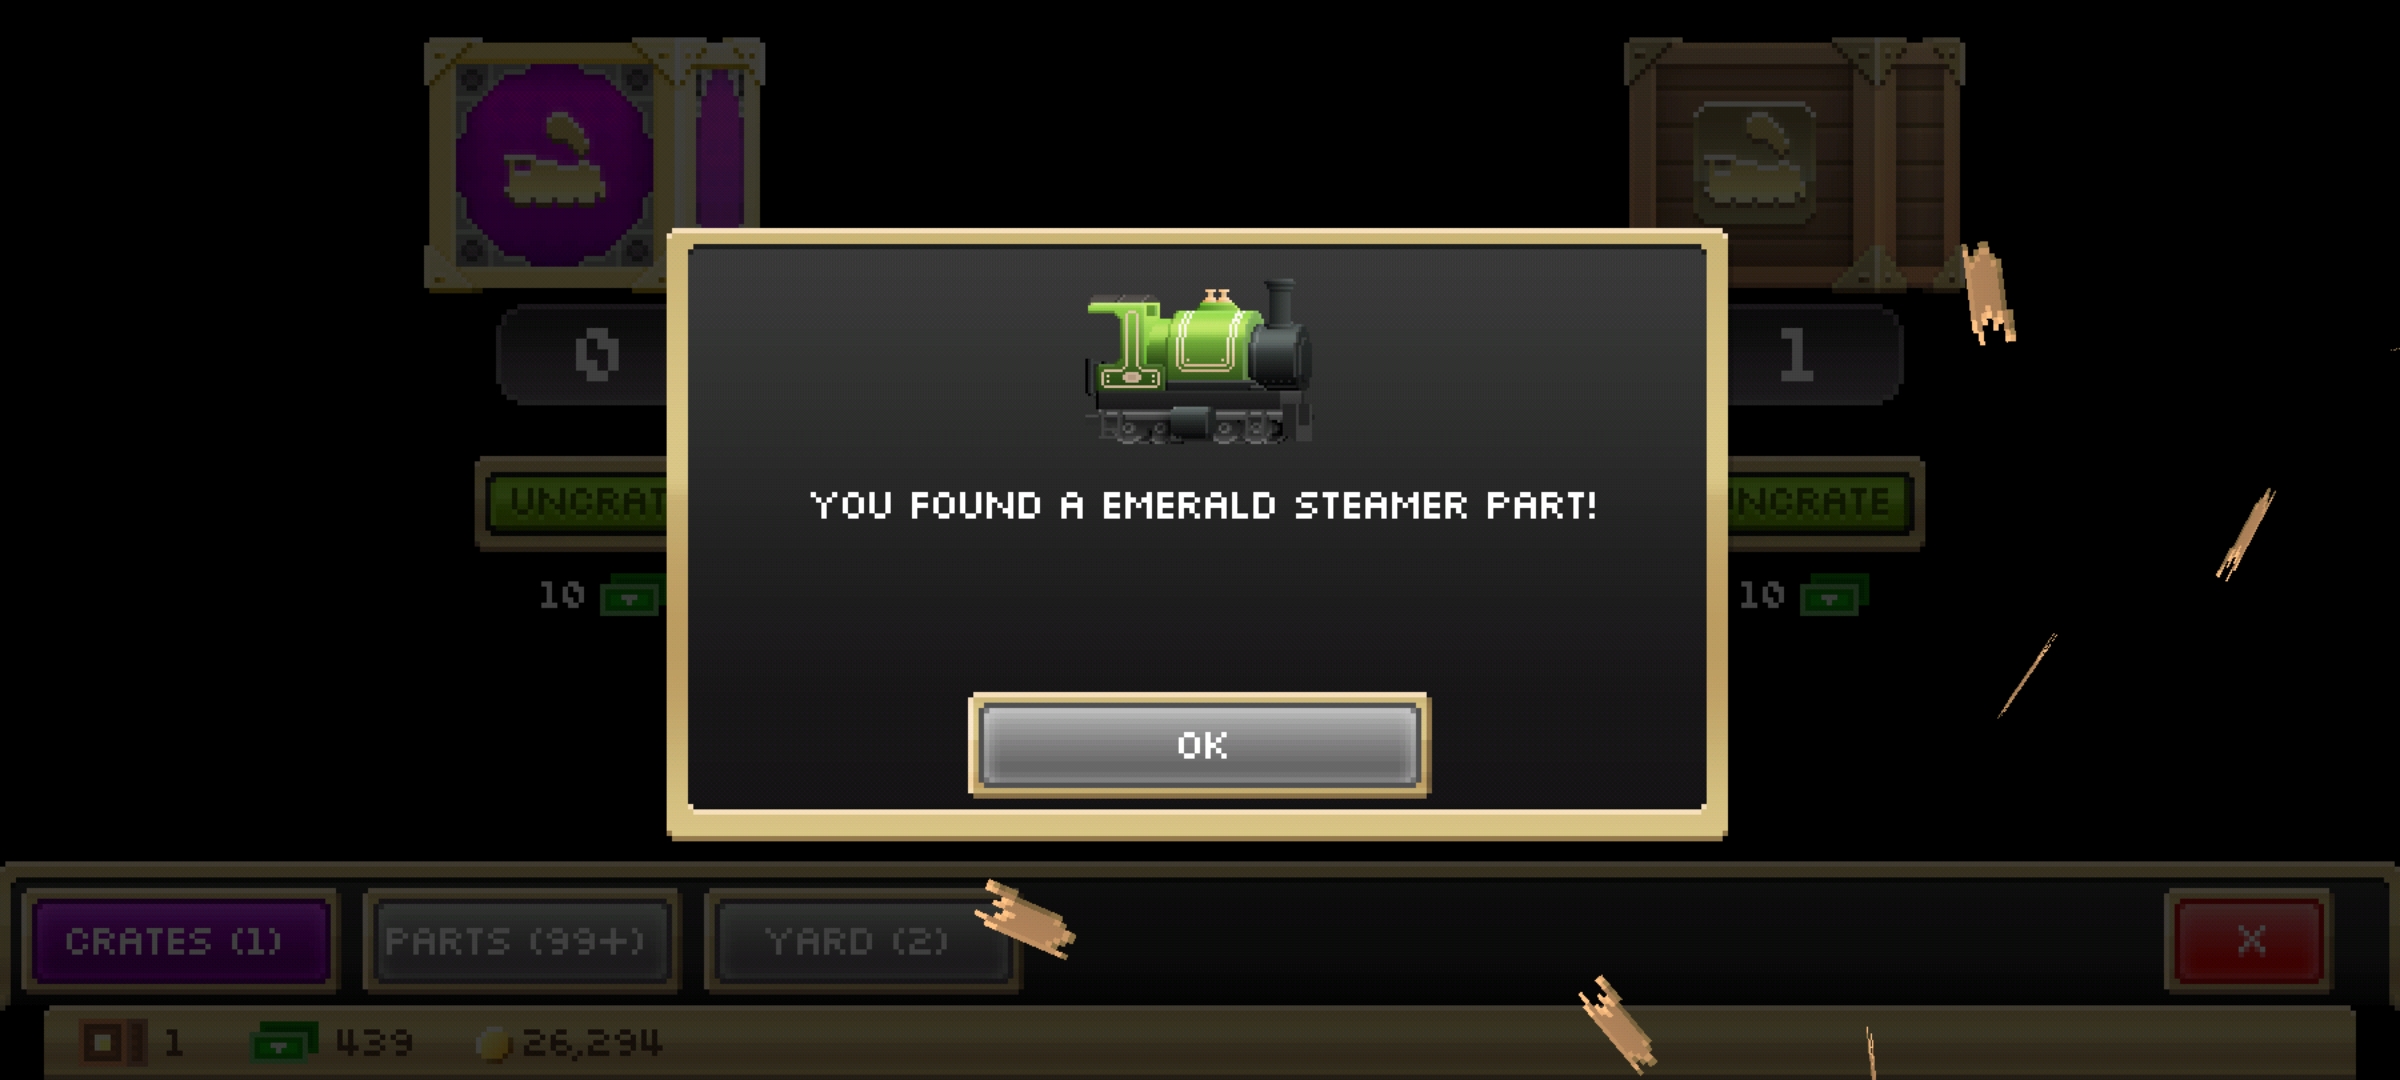 0
1
UNCRAT
NCRATE
10
10
YOU FOUND A EMERALD STEAMER PART!
OK
CRATES (1)
PARTS (99+)
YARD (2)
X
1
439
26,294